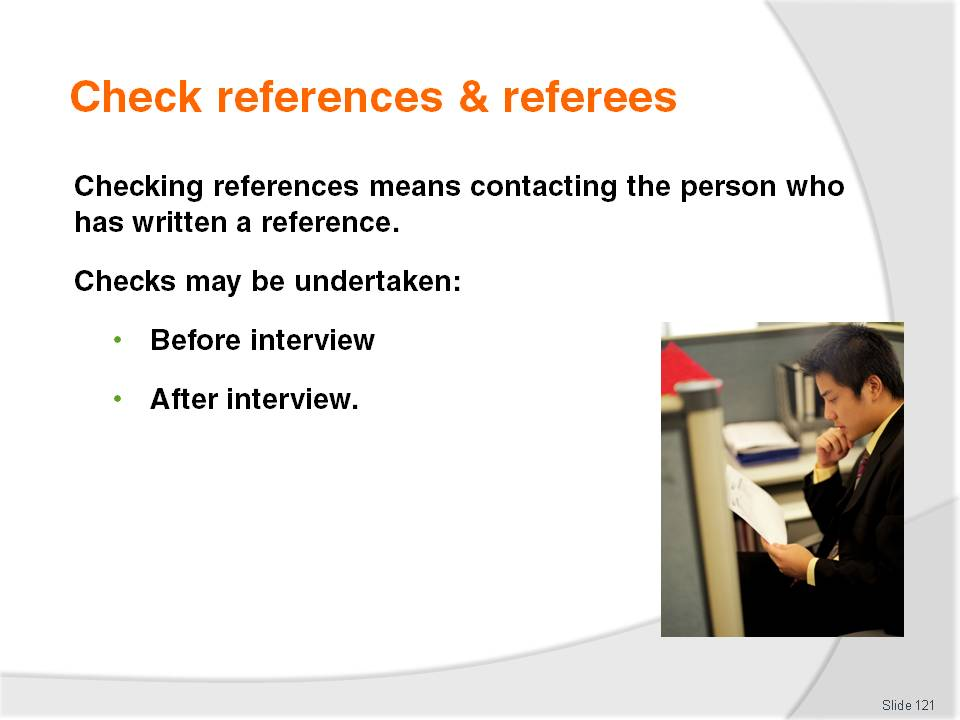 Check references & referees
Checking references means contacting the person who
has written a reference.
Checks may be undertaken:
• Before interview
• After interview.
Slide 121